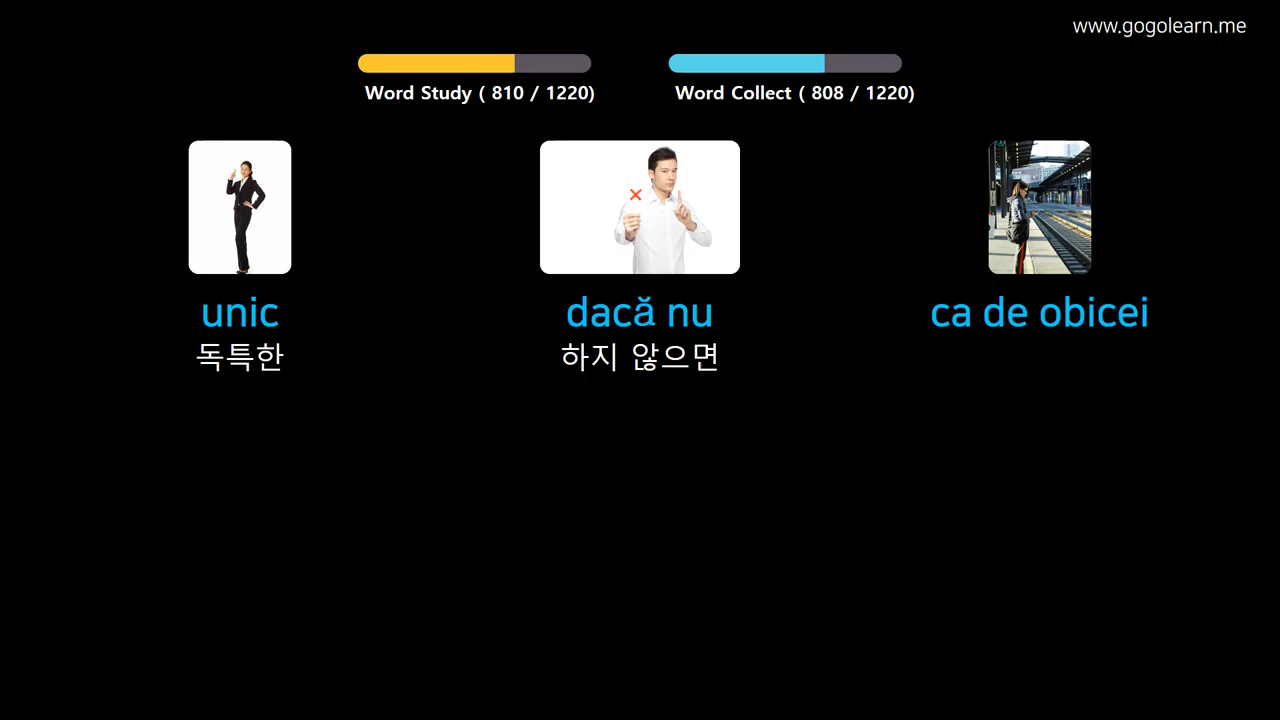 www.gogolearn.me
Word Study ( 810 / 1220)
Word Collect ( 808 / 1220)
unic
독특한
dacă nu
하지 않으면
ca de obicei